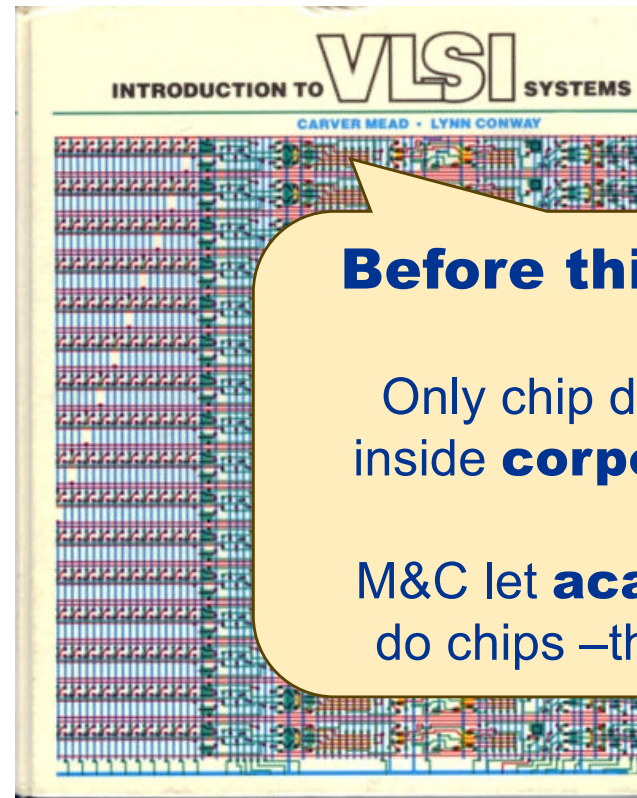 INTRODUCTION TO VLSI SYSTEMS
CARVER MEAD • LYNN CONWAY
Before thi
Only chip d
inside corp
M&C let aca
do chips –th